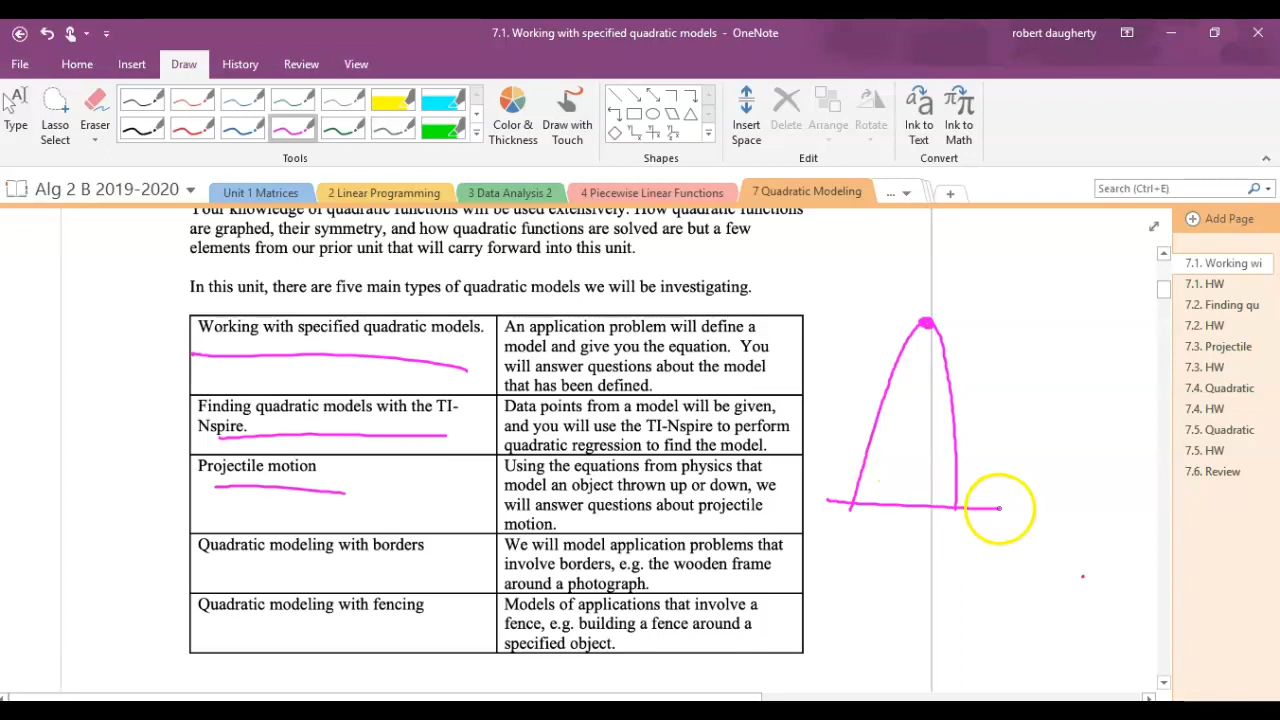 7.1. Working with specified quadratic models - OneNote
robert daugherty
File Home Insert Draw History Review View
Type
Lasso Select
Eraser
Color & Thickness
Draw with Touch
Insert Space
Delete
Arrange
Rotate
Ink to Text
Ink to Math
Tools Shapes Edit Convert
Alg 2 B 2019-2020
Unit 1 Matrices
2 Linear Programming
3 Data Analysis 2
4 Piecewise Linear Functions
7 Quadratic Modeling
...
Search (Ctrl+E)
Your knowledge of quadratic functions will be used extensively. How quadratic functions
are graphed, their symmetry, and how quadratic functions are solved are but a few
elements from our prior unit that will carry forward into this unit.
In this unit, there are five main types of quadratic models we will be investigating.
Working with specified quadratic models.
An application problem will define a
model and give you the equation. You
will answer questions about the model
that has been defined.
Finding quadratic models with the TI-
Nspire.
Data points from a model will be given,
and you will use the TI-Nspire to perform
quadratic regression to find the model.
Projectile motion
Using the equations from physics that
model an object thrown up or down, we
will answer questions about projectile
motion.
Quadratic modeling with borders
We will model application problems that
involve borders, e.g. the wooden frame
around a photograph.
Quadratic modeling with fencing
Models of applications that involve a
fence, e.g. building a fence around a
specified object.
Add Page
7.1. Working wi
7.1. HW
7.2. Finding qu
7.2. HW
7.3. Projectile
7.3. HW
7.4. Quadratic
7.4. HW
7.5. Quadratic
7.5. HW
7.6. Review